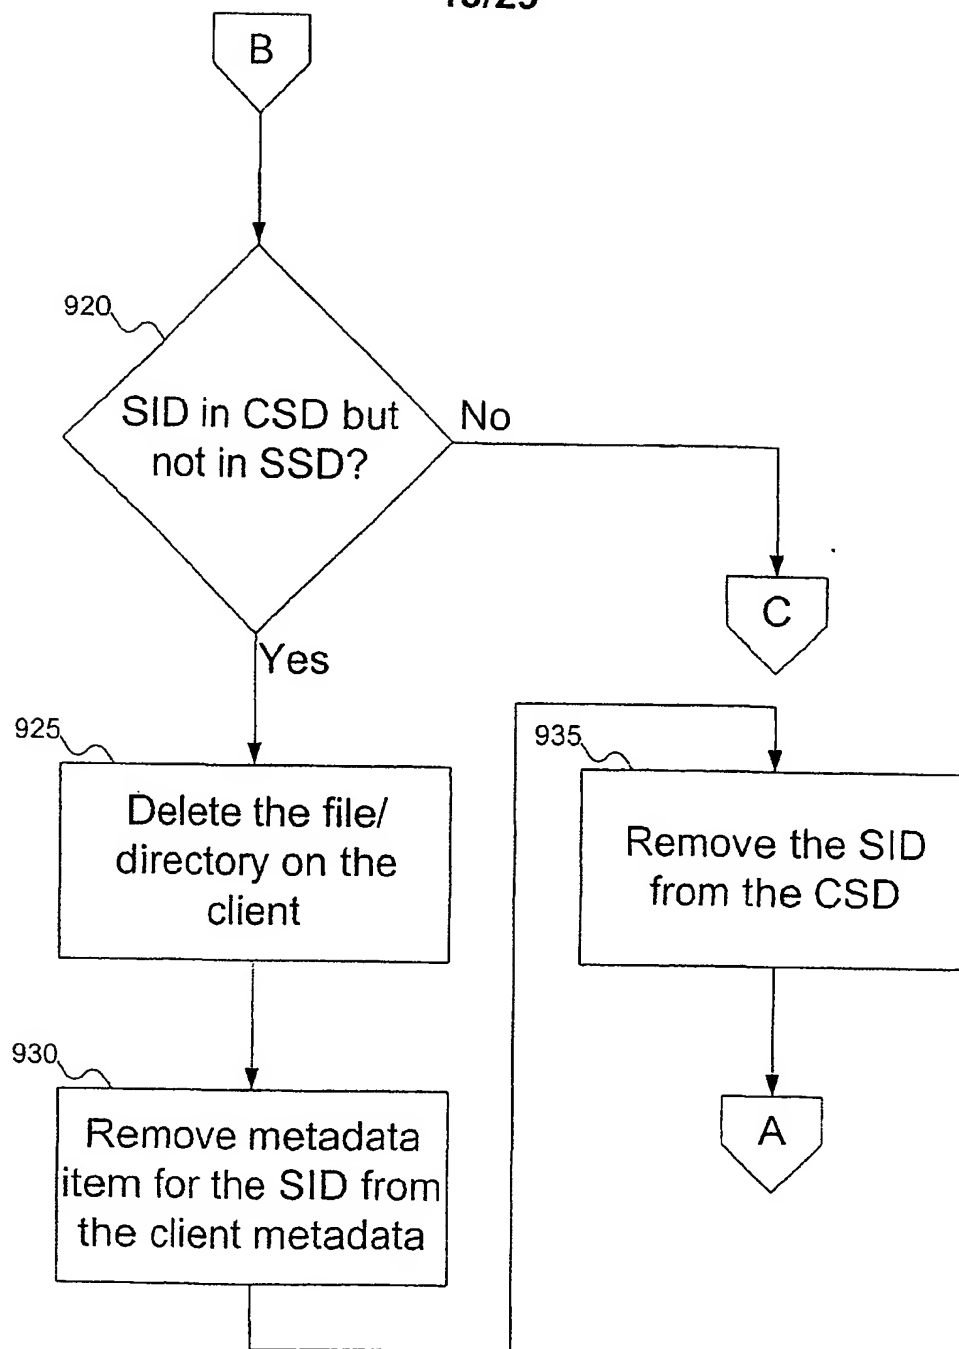 B
920
SID in CSD but
not in SSD?
No
C
Yes
925
Delete the file/
directory on the
client
930
Remove metadata
item for the SID from
the client metadata
935
Remove the SID
from the CSD
A